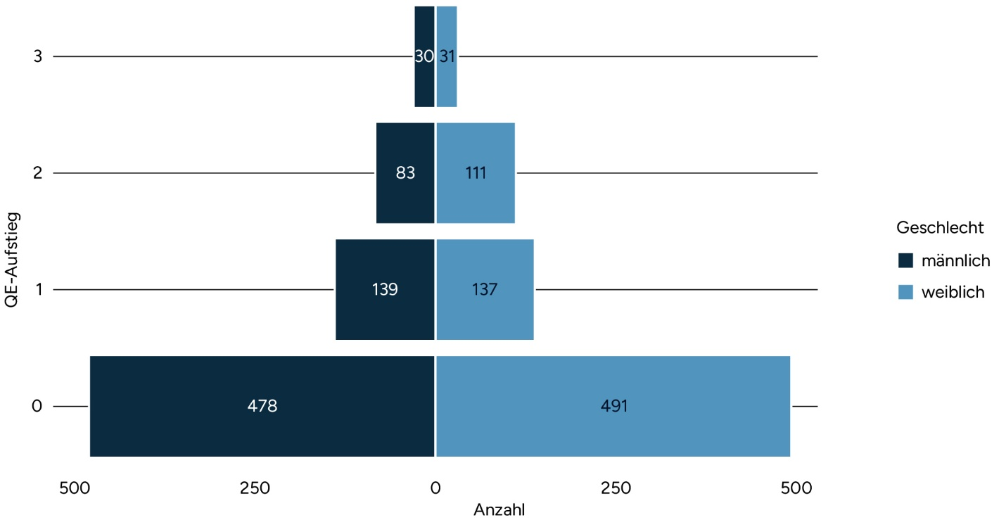 3
30 31
2
83 111
1
139 137
0
478 491
QE-Aufstieg
500 250 0 250 500
Anzahl
Geschlecht
männlich
weiblich